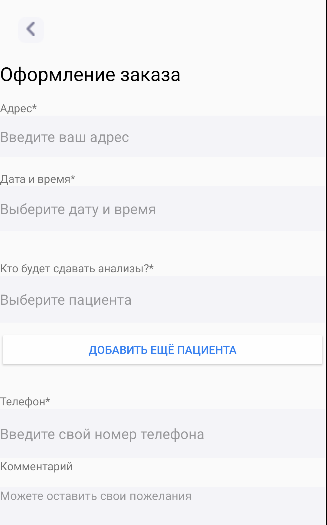 Оформление заказа
Адрес*
Введите ваш адрес
Дата и время*
Выберите дату и время
Кто будет сдавать анализы?*
Выберите пациента
ДОБАВИТЬ ЕЩЁ ПАЦИЕНТА
Телефон*
Введите свой номер телефона
Комментарий
Можете оставить свои пожелания